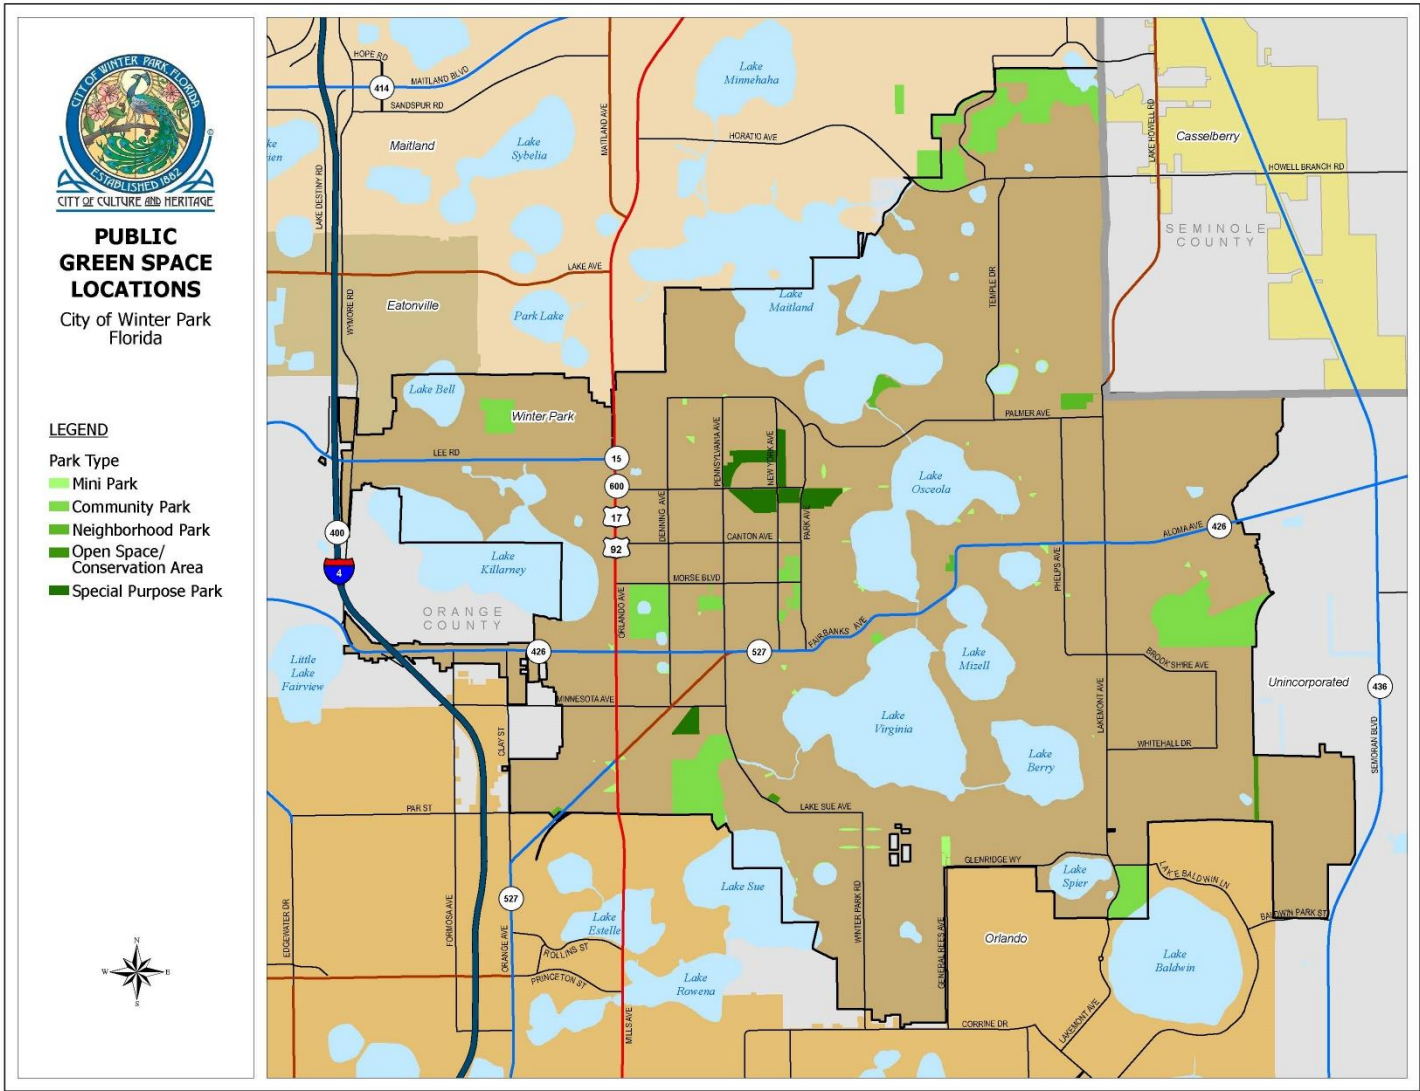 CITY OF WINTER PARK, FLORIDA
ESTABLISHED 1882
CITY OF CULTURE AND HERITAGE
PUBLIC
GREEN SPACE
LOCATIONS
City of Winter Park
Florida
LEGEND
Park Type
Mini Park
Community Park
Neighborhood Park
Open Space/
Conservation Area
Special Purpose Park
N
W
E
S
HOPE RD
414
MAITLAND BLVD
SANDSPUR RD
Maitland
Lake
Sybelia
MAITLAND AVE
Lake
Minnehaha
HORATIO AVE
LAKE HOWELL RD
Casselberry
HOWELL BRANCH RD
SEMINOLE
COUNTY
LAKE DESTINY RD
LAKE AVE
WYMORE RD
Eatonville
Park Lake
Lake
Maitland
TEMPLE DR
Lake Bell
Winter Park
LEE RD
PALMER AVE
15
600
17
92
PENNSYLVANIA AVE
NEW YORK AVE
DENNING AVE
PARK AVE
CANTON AVE
Lake
Osceola
ALOMA AVE
426
400
4
Lake
Killarney
ORANGE
COUNTY
MORSE BLVD
ORLANDO AVE
PHELPS AVE
FAIRBANKS AVE
426
527
Little
Lake
Fairview
Lake
Mizell
BROOKSHIRE AVE
Unincorporated
436
MINNESOTA AVE
CLAY ST
Lake
Virginia
LAKEMONT AVE
WHITEHALL DR
SEMORAN BLVD
Lake
Berry
PAR ST
LAKE SUE AVE
GLENRIDGE WY
LAKE BALDWIN LN
Lake
Spier
Lake Sue
527
EDGEWATER DR
FORMOSA AVE
ORANGE AVE
Lake
Estelle
ROLLINS ST
PRINCETON ST
Lake
Rowena
MILLS AVE
WINTER PARK RD
GENERAL REES AVE
Orlando
BALDWIN PARK ST
Lake
Baldwin
LAKEMONT AVE
CORRINE DR